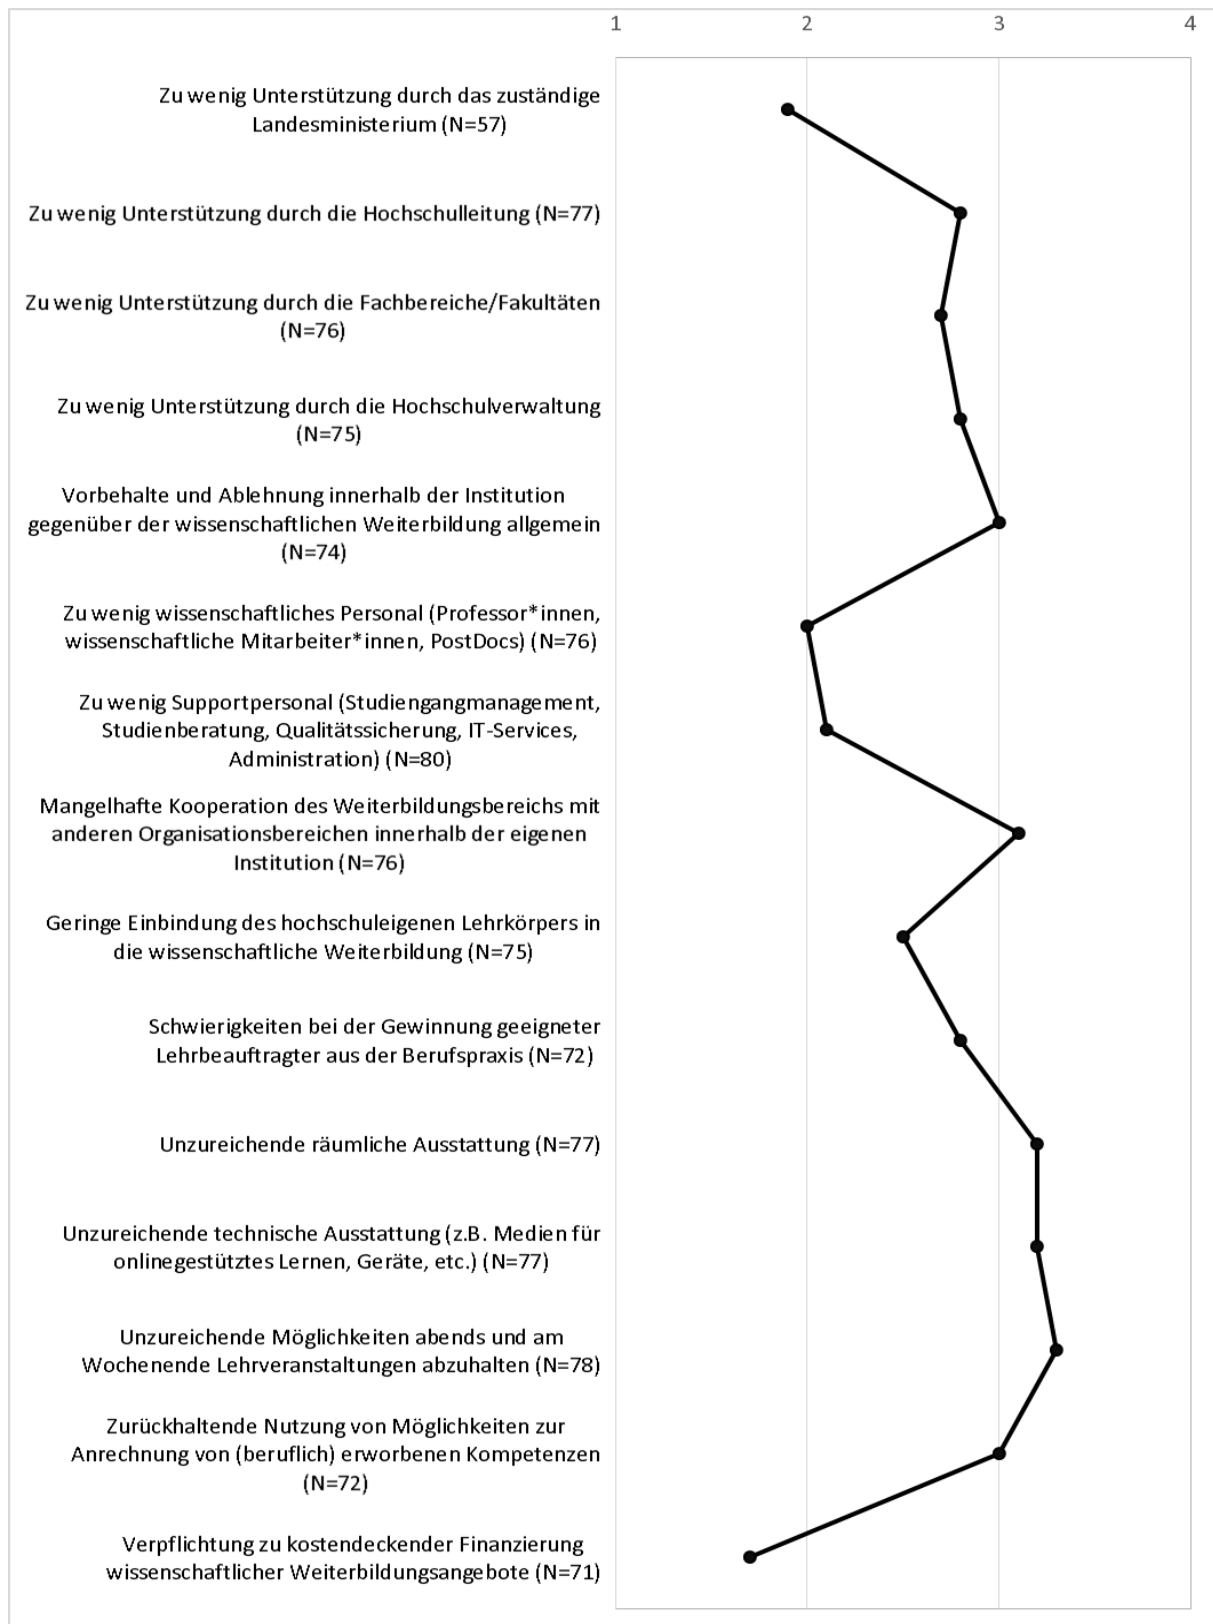 1 2 3 4
Zu wenig Unterstützung durch das zuständige
Landesministerium (N=57)
Zu wenig Unterstützung durch die Hochschulleitung (N=77)
Zu wenig Unterstützung durch die Fachbereiche/Fakultäten
(N=76)
Zu wenig Unterstützung durch die Hochschulverwaltung
(N=75)
Vorbehalte und Ablehnung innerhalb der Institution
gegenüber der wissenschaftlichen Weiterbildung allgemein
(N=74)
Zu wenig wissenschaftliches Personal (Professor*innen,
wissenschaftliche Mitarbeiter*innen, PostDocs) (N=76)
Zu wenig Supportpersonal (Studiengangmanagement,
Studienberatung, Qualitätssicherung, IT-Services,
Administration) (N=80)
Mangelhafte Kooperation des Weiterbildungsbereichs mit
anderen Organisationsbereichen innerhalb der eigenen
Institution (N=76)
Geringe Einbindung des hochschuleigenen Lehrkörpers in
die wissenschaftliche Weiterbildung (N=75)
Schwierigkeiten bei der Gewinnung geeigneter
Lehrbeauftragter aus der Berufspraxis (N=72)
Unzureichende räumliche Ausstattung (N=77)
Unzureichende technische Ausstattung (z.B. Medien für
onlinegestütztes Lernen, Geräte, etc.) (N=77)
Unzureichende Möglichkeiten abends und am
Wochenende Lehrveranstaltungen abzuhalten (N=78)
Zurückhaltende Nutzung von Möglichkeiten zur
Anrechnung von (beruflich) erworbenen Kompetenzen
(N=72)
Verpflichtung zu kostendeckender Finanzierung
wissenschaftlicher Weiterbildungsangebote (N=71)